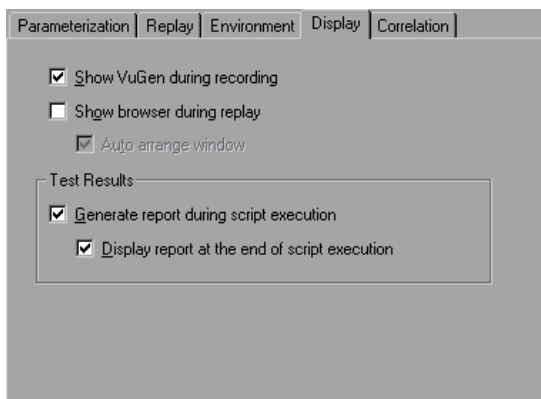 Parameterization Replay Environment Display Correlation
Show VuGen during recording
Show browser during replay
Auto arrange window
Test Results
Generate report during script execution
Display report at the end of script execution